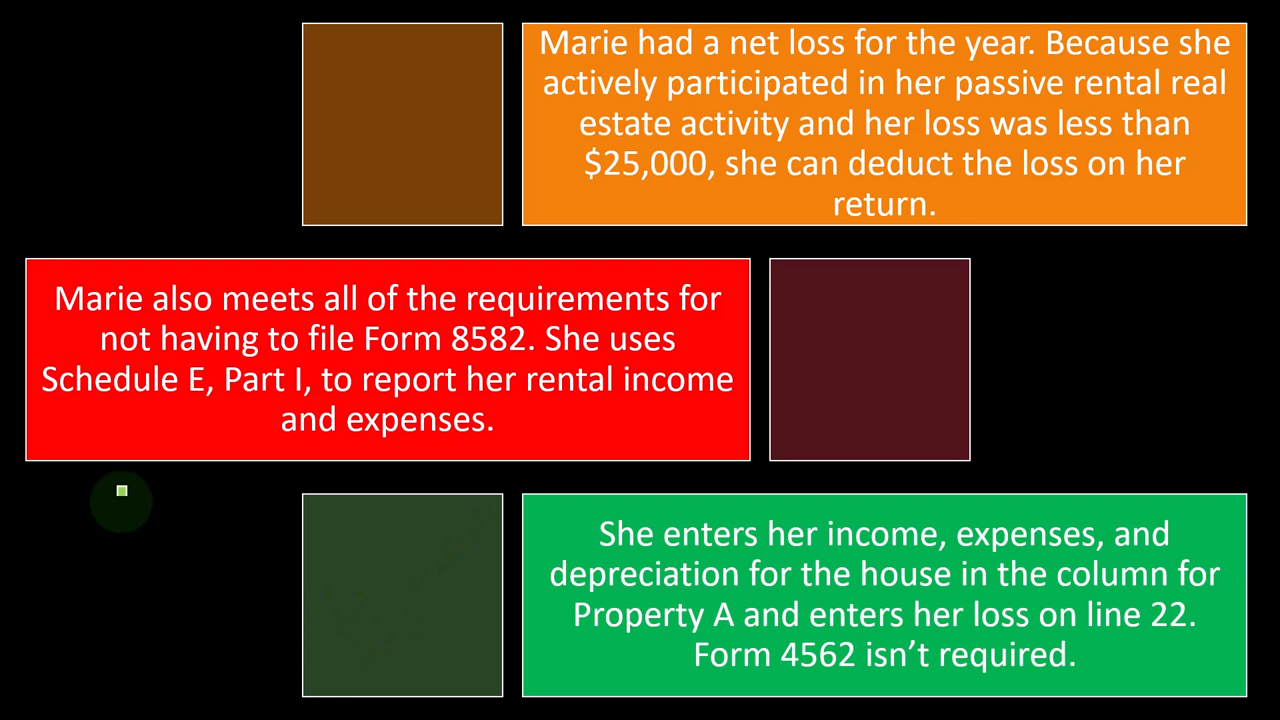 Marie had a net loss for the year. Because she
actively participated in her passive rental real
estate activity and her loss was less than
$25,000, she can deduct the loss on her
return.
Marie also meets all of the requirements for
not having to file Form 8582. She uses
Schedule E, Part I, to report her rental income
and expenses.
She enters her income, expenses, and
depreciation for the house in the column for
Property A and enters her loss on line 22.
Form 4562 isn’t required.